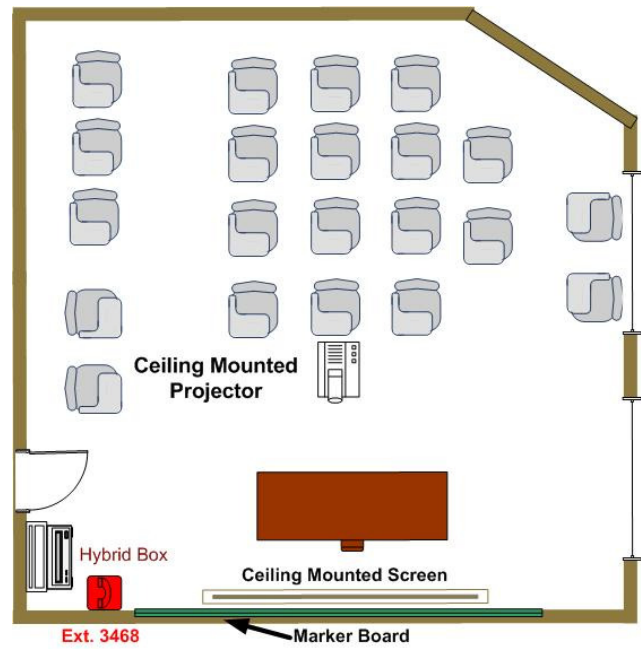 Ceiling Mounted
Projector
Hybrid Box
Ceiling Mounted Screen
Ext. 3468
Marker Board